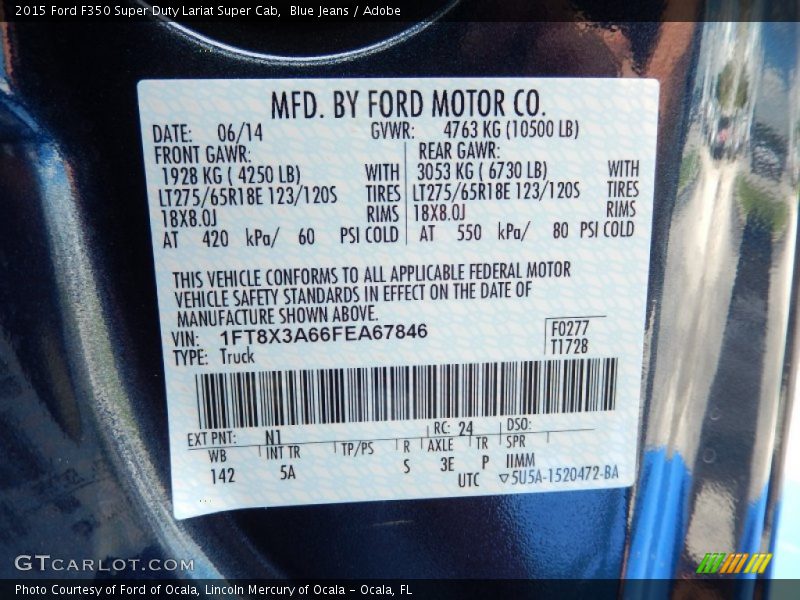 2015 Ford F350 Super Duty Lariat Super Cab, Blue Jeans / Adobe
MFD. BY FORD MOTOR CO.
DATE: 06/14 GVWR: 4763 KG (10500 LB)
FRONT GAWR: REAR GAWR:
1928 KG ( 4250 LB) WITH 3053 KG ( 6730 LB) WITH
LT275/65R18E 123/120S TIRES LT275/65R18E 123/120S TIRES
18X8.0J RIMS 18X8.0J RIMS
AT 420 kPa/ 60 PSI COLD AT 550 kPa/ 80 PSI COLD
THIS VEHICLE CONFORMS TO ALL APPLICABLE FEDERAL MOTOR
VEHICLE SAFETY STANDARDS IN EFFECT ON THE DATE OF
MANUFACTURE SHOWN ABOVE.
VIN: 1FT8X3A66FEA67846 F0277
TYPE: Truck T1728
EXT PNT: N1 RC: 24 DSO:
WB INT TR TP/PS R AXLE TR SPR
142 5A S 3E P IIMM
UTC ▽5U5A-1520472-BA
GTCARLOT.COM
Photo Courtesy of Ford of Ocala, Lincoln Mercury of Ocala - Ocala, FL